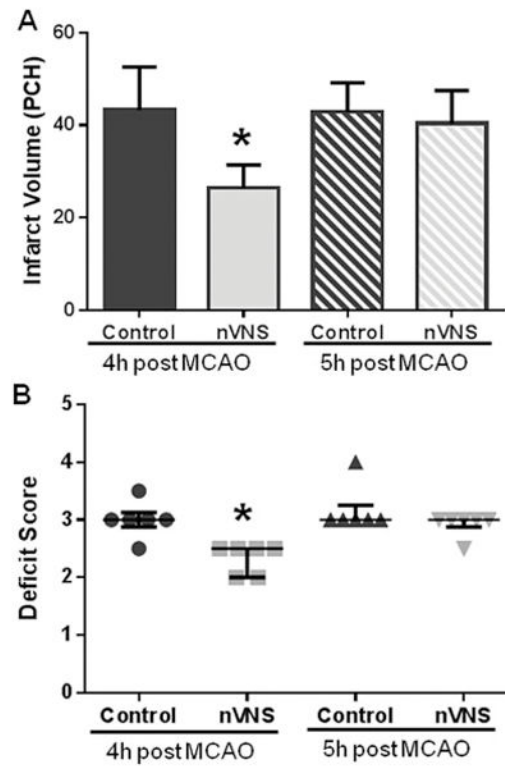 A
Infarct Volume (PCH)
60
40
20
0
*
Control nVNS Control nVNS
4h post MCAO 5h post MCAO
B
Deficit Score
5
4
3
2
1
0
*
Control nVNS Control nVNS
4h post MCAO 5h post MCAO